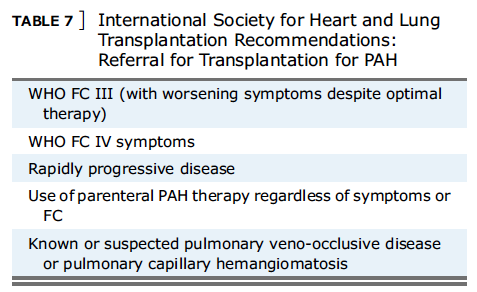 TABLE 7 ] International Society for Heart and Lung
Transplantation Recommendations:
Referral for Transplantation for PAH
WHO FC III (with worsening symptoms despite optimal
therapy)
WHO FC IV symptoms
Rapidly progressive disease
Use of parenteral PAH therapy regardless of symptoms or
FC
Known or suspected pulmonary veno-occlusive disease
or pulmonary capillary hemangiomatosis